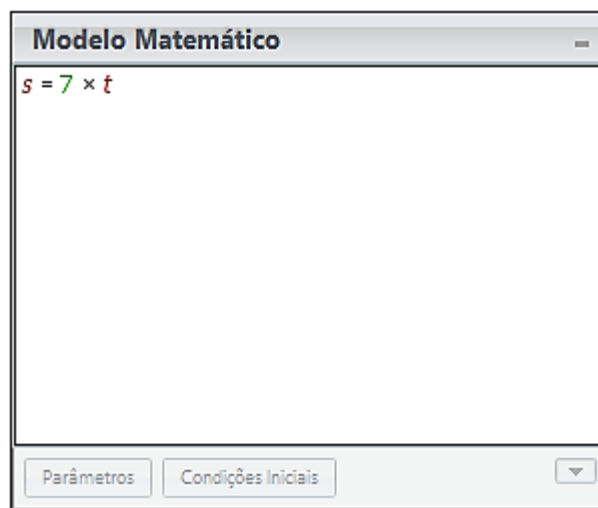 Modelo Matemático
s = 7 × t
Parâmetros Condições Iniciais